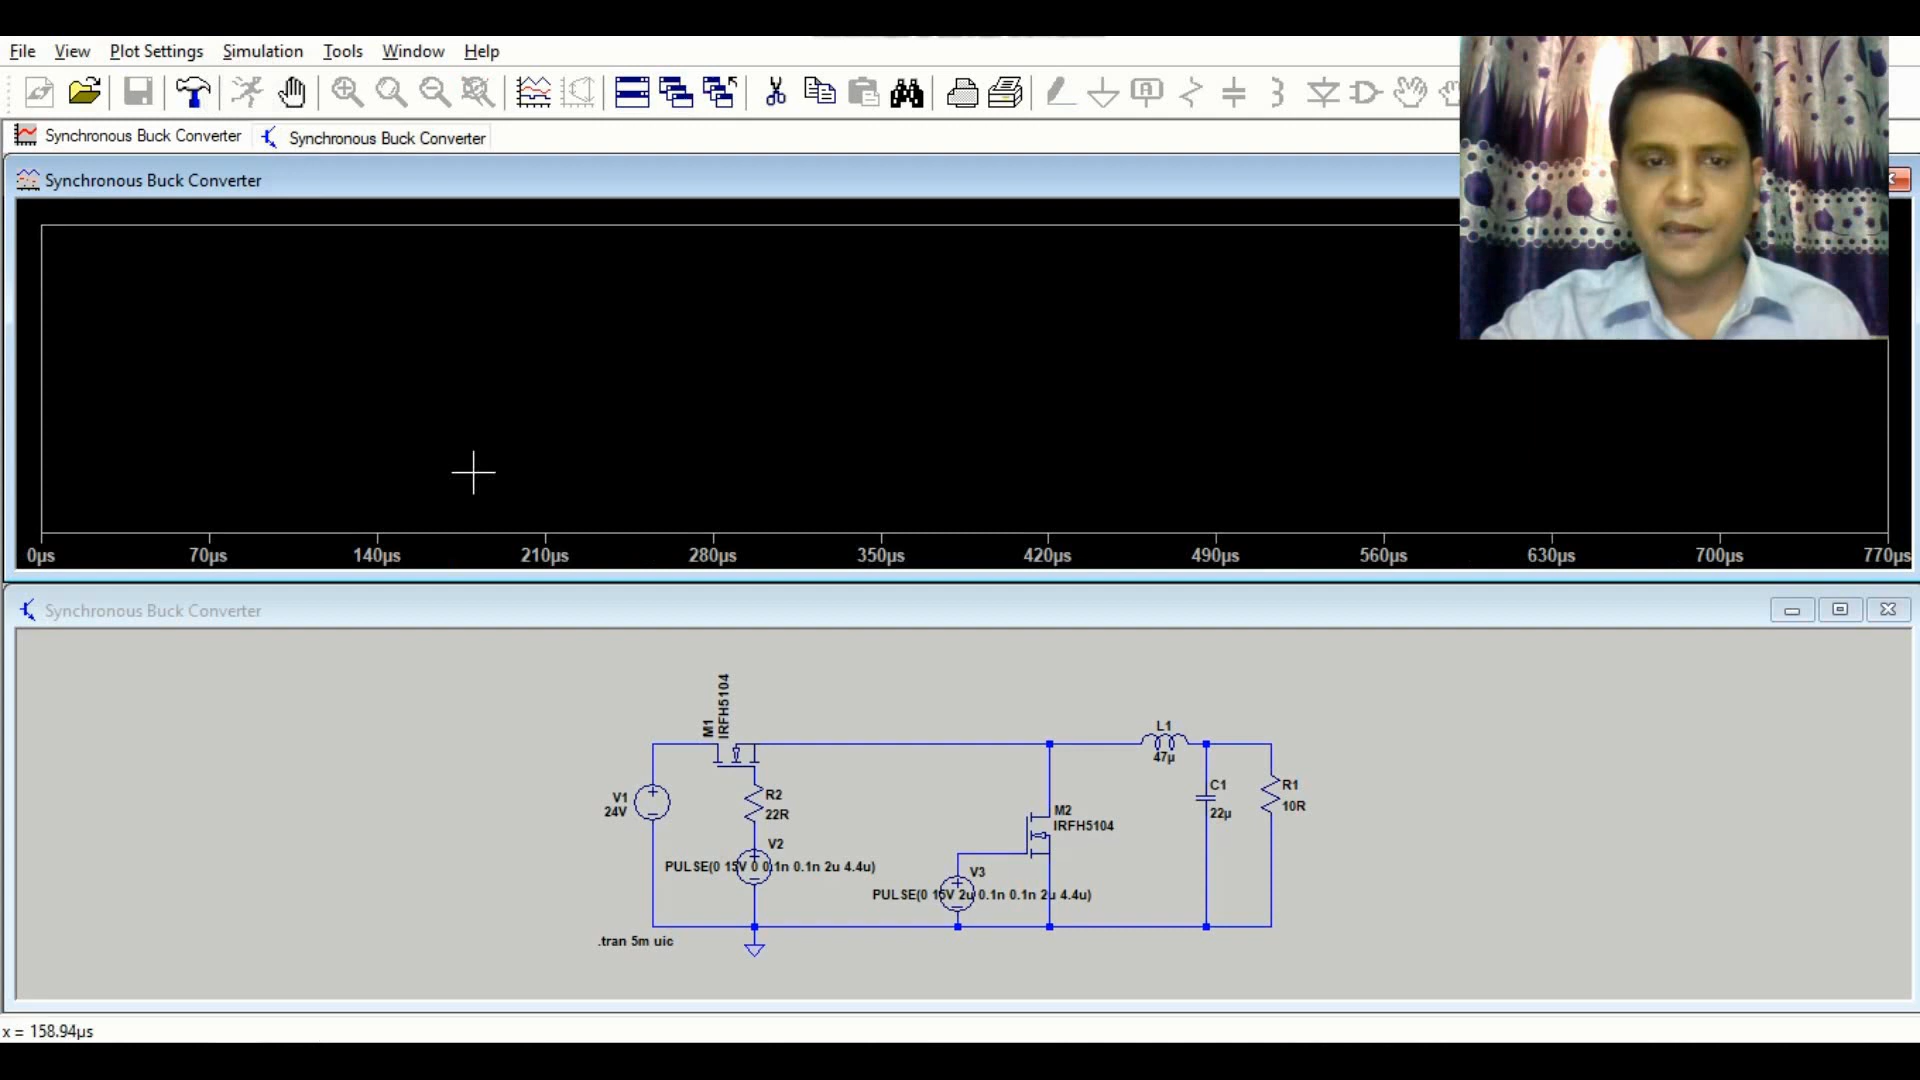 File View Plot Settings Simulation Tools Window Help
Synchronous Buck Converter Synchronous Buck Converter
Synchronous Buck Converter
0µs 70µs 140µs 210µs 280µs 350µs 420µs 490µs 560µs 630µs 700µs 770µs
Synchronous Buck Converter
M1
IRFH5104
L1
47µ
V1
24V
R2
22R
C1
22µ
R1
10R
M2
IRFH5104
V2
PULSE(0 15V 0 0.1n 0.1n 2u 4.4u)
V3
PULSE(0 15V 2u 0.1n 0.1n 2u 4.4u)
.tran 5m uic
x = 158.94µs